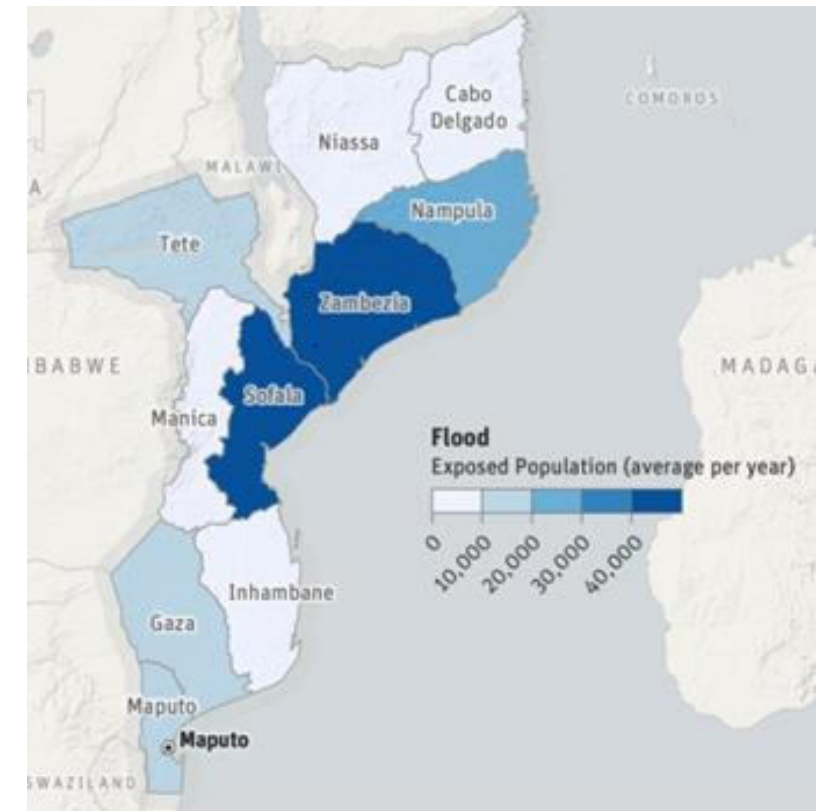 Cabo
Delgado
COMOROS
Niassa
MALAWI
A
Nampula
Tete
Zambezia
IBABWE
MADAGA
Sofala
Manica
Flood
Exposed Population (average per year)
0
10,000
20,000
30,000
40,000
Inhambane
Gaza
Maputo
Maputo
SWAZILAND